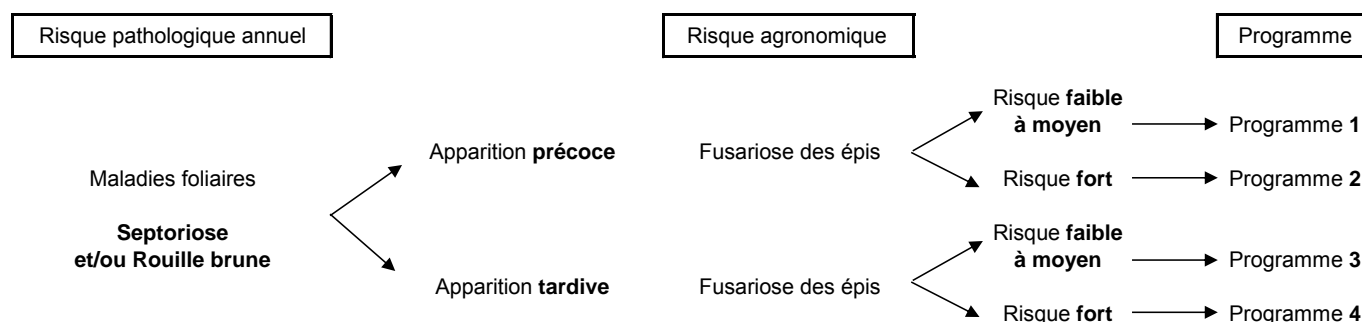 Risque pathologique annuel
Risque agronomique
Programme
Maladies foliaires
Septoriose
et/ou Rouille brune
Apparition précoce
Fusariose des épis
Risque faible
à moyen
Programme 1
Risque fort
Programme 2
Apparition tardive
Fusariose des épis
Risque faible
à moyen
Programme 3
Risque fort
Programme 4